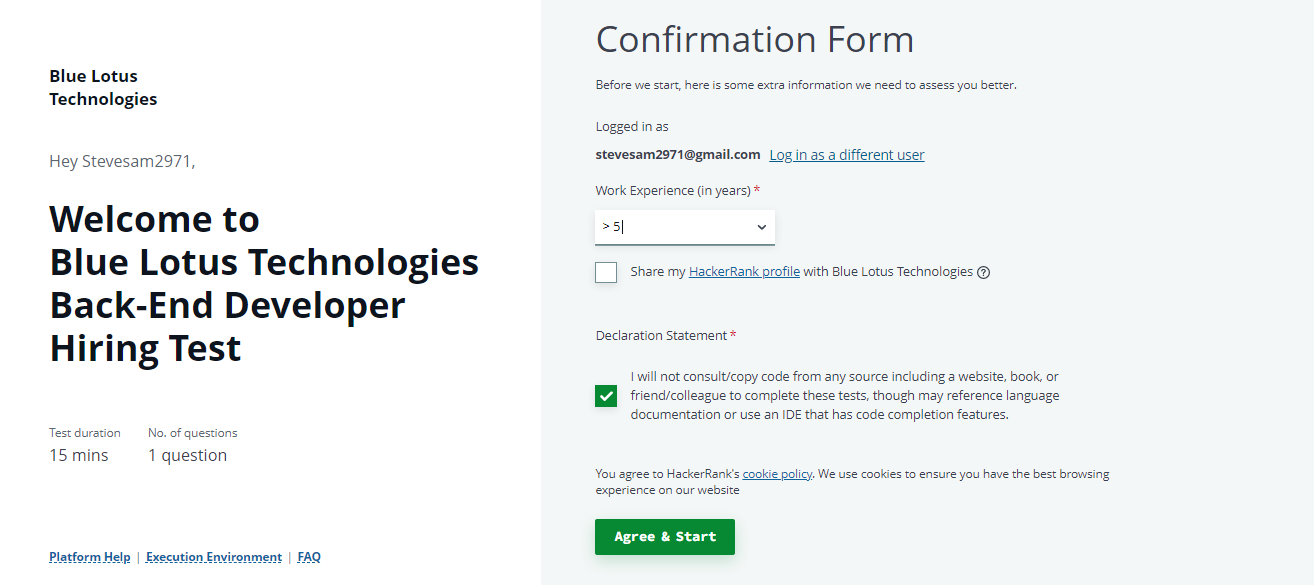 Blue Lotus
Technologies
Hey Stevesam2971,
Welcome to
Blue Lotus Technologies
Back-End Developer
Hiring Test
Test duration
No. of questions
15 mins
1 question
Platform Help | Execution Environment | FAQ
Confirmation Form
Before we start, here is some extra information we need to assess you better.
Logged in as
stevesam2971@gmail.com Log in as a different user
Work Experience (in years) *
> 5
Share my HackerRank profile with Blue Lotus Technologies ?
Declaration Statement *
I will not consult/copy code from any source including a website, book, or
friend/colleague to complete these tests, though may reference language
documentation or use an IDE that has code completion features.
You agree to HackerRank's cookie policy. We use cookies to ensure you have the best browsing
experience on our website
Agree & Start